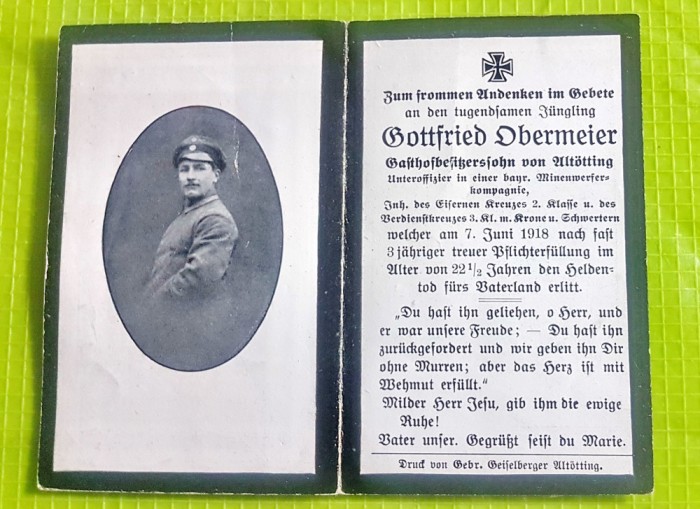 Zum frommen Andenken im Gebete
an den tugendsamen Jüngling
Gottfried Obermeier
Gasthofbesitzerssohn von Altötting
Unteroffizier in einer bayr. Minenwerfer-
kompagnie,
Inh. des Eisernen Kreuzes 2. Klasse u. des
Verdienstkreuzes 3. Kl. m. Krone u. Schwertern
welcher am 7. Juni 1918 nach fast
3 jähriger treuer Pflichterfüllung im
Alter von 22 1/2 Jahren den Helden-
tod fürs Vaterland erlitt.
„Du hast ihn geliehen, o Herr, und
er war unsere Freude; — Du hast ihn
zurückgefordert und wir geben ihn Dir
ohne Murren; aber das Herz ist mit
Wehmut erfüllt.“
Milder Herr Jesu, gib ihm die ewige
Ruhe!
Vater unser. Gegrüßt seist du Marie.
Druck von Gebr. Geiselberger Altötting.